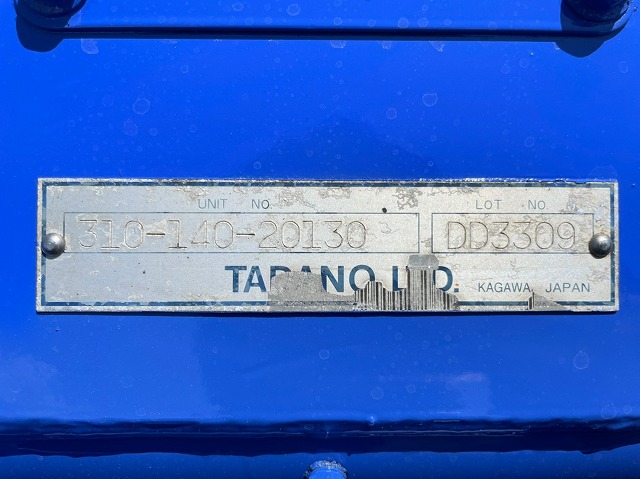 UNIT NO.
LOT NO.
310-140-20130
DD3309
TADANO LTD. KAGAWA, JAPAN